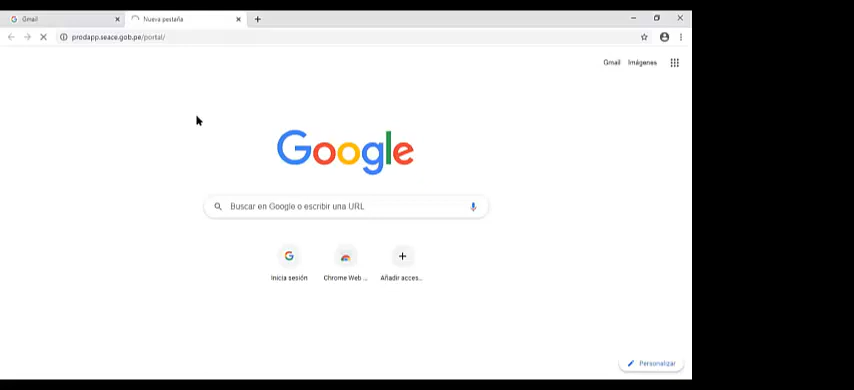 Gmail
Nueva pestaña
prodapp.seace.gob.pe/portal/
Gmail Imágenes
Google
Buscar en Google o escribir una URL
Inicia sesión
Chrome Web ...
Añadir acces...
Personalizar